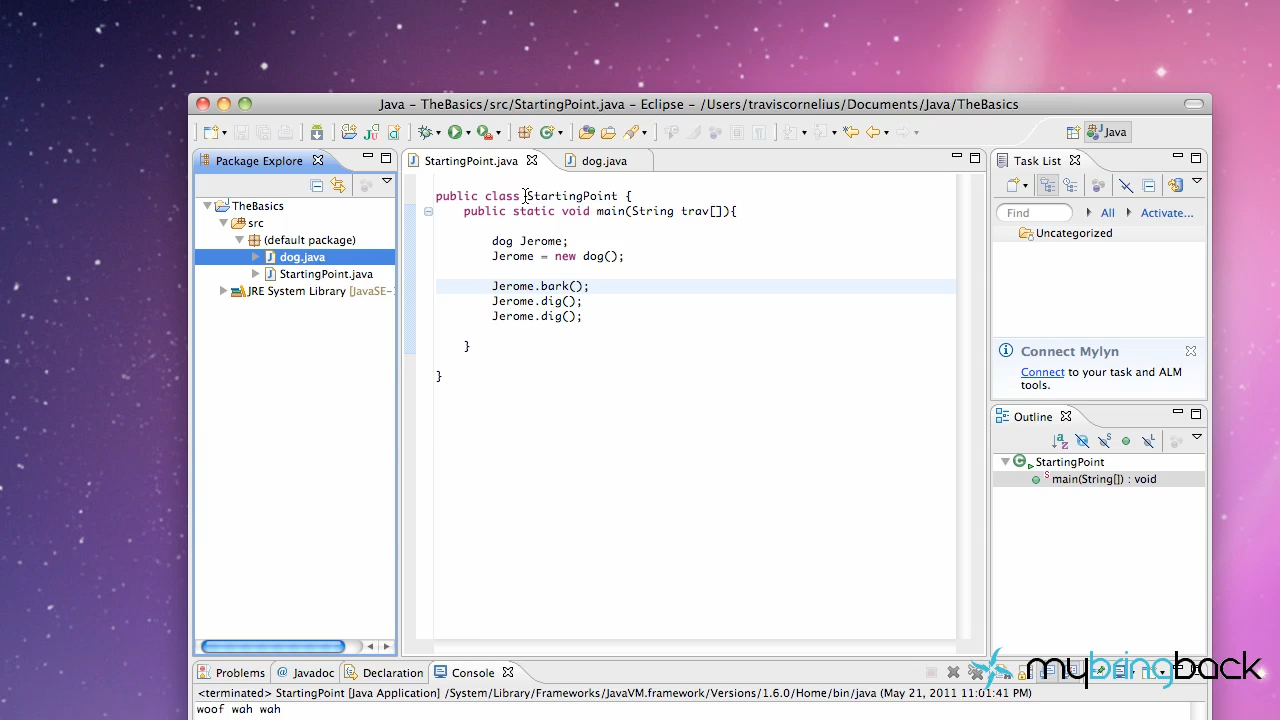 Java – TheBasics/src/StartingPoint.java – Eclipse – /Users/traviscornelius/Documents/Java/TheBasics
Java
Package Explore
TheBasics
src
(default package)
dog.java
StartingPoint.java
JRE System Library [JavaSE-
StartingPoint.java
dog.java
public class StartingPoint {
public static void main(String trav[]){
dog Jerome;
Jerome = new dog();
Jerome.bark();
Jerome.dig();
Jerome.dig();
}
}
Task List
Find
All
Activate...
Uncategorized
Connect Mylyn
Connect to your task and ALM
tools.
Outline
StartingPoint
main(String[]) : void
Problems
@ Javadoc
Declaration
Console
<terminated> StartingPoint [Java Application] /System/Library/Frameworks/JavaVM.framework/Versions/1.6.0/Home/bin/java (May 21, 2011 11:01:41 PM)
woof wah wah
mybringback